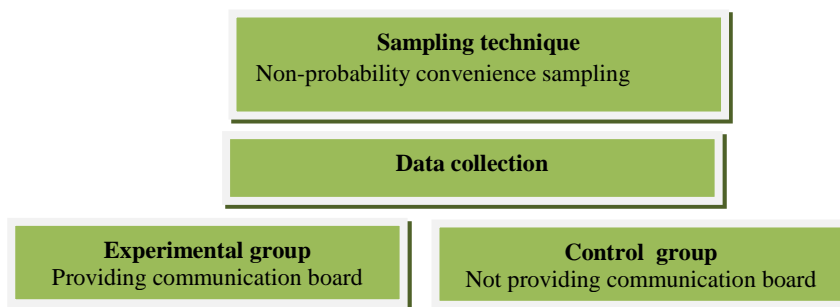 Sampling technique
Non-probability convenience sampling
Data collection
Experimental group
Providing communication board
Control group
Not providing communication board